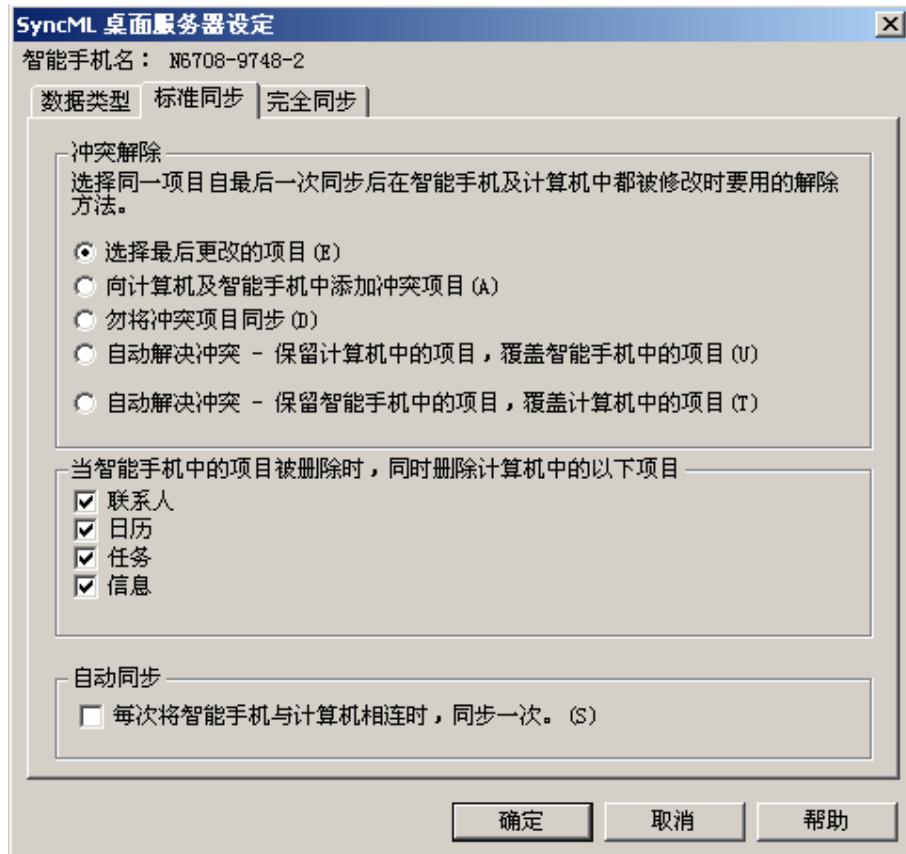 SyncML 桌面服务器设定
智能手机名： N6708-9748-2
数据类型 标准同步 完全同步
冲突解除
选择同一项目自最后一次同步后在智能手机及计算机中都被修改时要用的解除
方法。
选择最后更改的项目(E)
向计算机及智能手机中添加冲突项目(A)
勿将冲突项目同步(D)
自动解决冲突 - 保留计算机中的项目，覆盖智能手机中的项目(U)
自动解决冲突 - 保留智能手机中的项目，覆盖计算机中的项目(T)
当智能手机中的项目被删除时，同时删除计算机中的以下项目
联系人
日历
任务
信息
自动同步
每次将智能手机与计算机相连时，同步一次。(S)
确定 取消 帮助